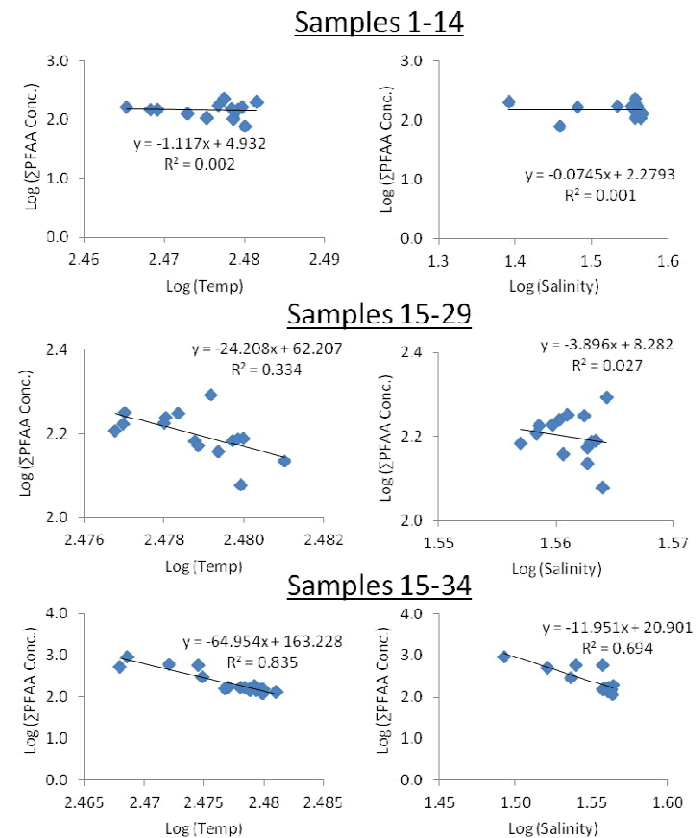 Samples 1-14
3.0
2.0
1.0
0.0
Log (∑PFAA Conc.)
y = -1.117x + 4.932
R² = 0.002
2.46
2.47
2.48
2.49
Log (Temp)
3.0
2.0
1.0
0.0
Log (∑PFAA Conc.)
y = -0.0745x + 2.2793
R² = 0.001
1.3
1.4
1.5
1.6
Log (Salinity)
Samples 15-29
2.4
2.2
2.0
Log (∑PFAA Conc.)
y = -24.208x + 62.207
R² = 0.334
2.476
2.478
2.480
2.482
Log (Temp)
2.4
2.2
2.0
Log (∑PFAA Conc.)
y = -3.896x + 8.282
R² = 0.027
1.55
1.56
1.57
Log (Salinity)
Samples 15-34
4.0
3.0
2.0
1.0
0.0
Log (∑PFAA Conc.)
y = -64.954x + 163.228
R² = 0.835
2.465
2.47
2.475
2.48
2.485
Log (Temp)
4.0
3.0
2.0
1.0
0.0
Log (∑PFAA Conc.)
y = -11.951x + 20.901
R² = 0.694
1.45
1.50
1.55
1.60
Log (Salinity)